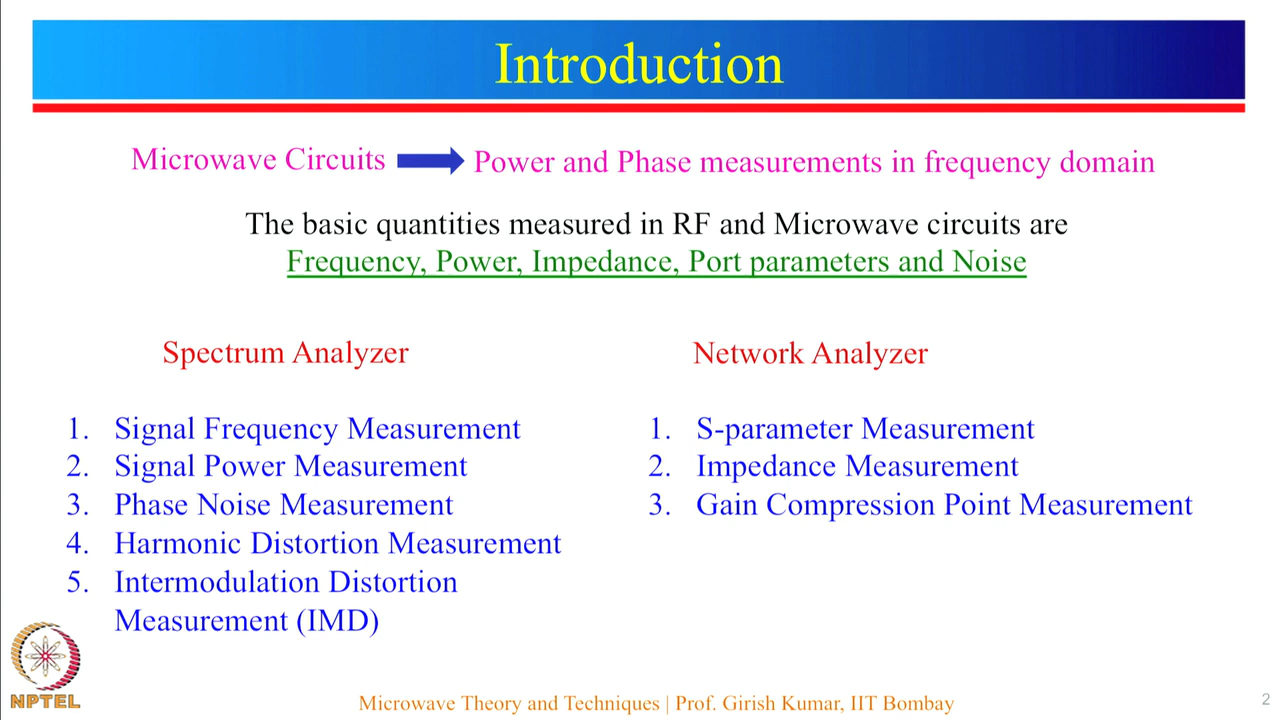 Introduction
Microwave Circuits
Power and Phase measurements in frequency domain
The basic quantities measured in RF and Microwave circuits are
Frequency, Power, Impedance, Port parameters and Noise
Spectrum Analyzer
1. Signal Frequency Measurement
2. Signal Power Measurement
3. Phase Noise Measurement
4. Harmonic Distortion Measurement
5. Intermodulation Distortion
Measurement (IMD)
Network Analyzer
1. S-parameter Measurement
2. Impedance Measurement
3. Gain Compression Point Measurement
NPTEL
Microwave Theory and Techniques | Prof. Girish Kumar, IIT Bombay
2